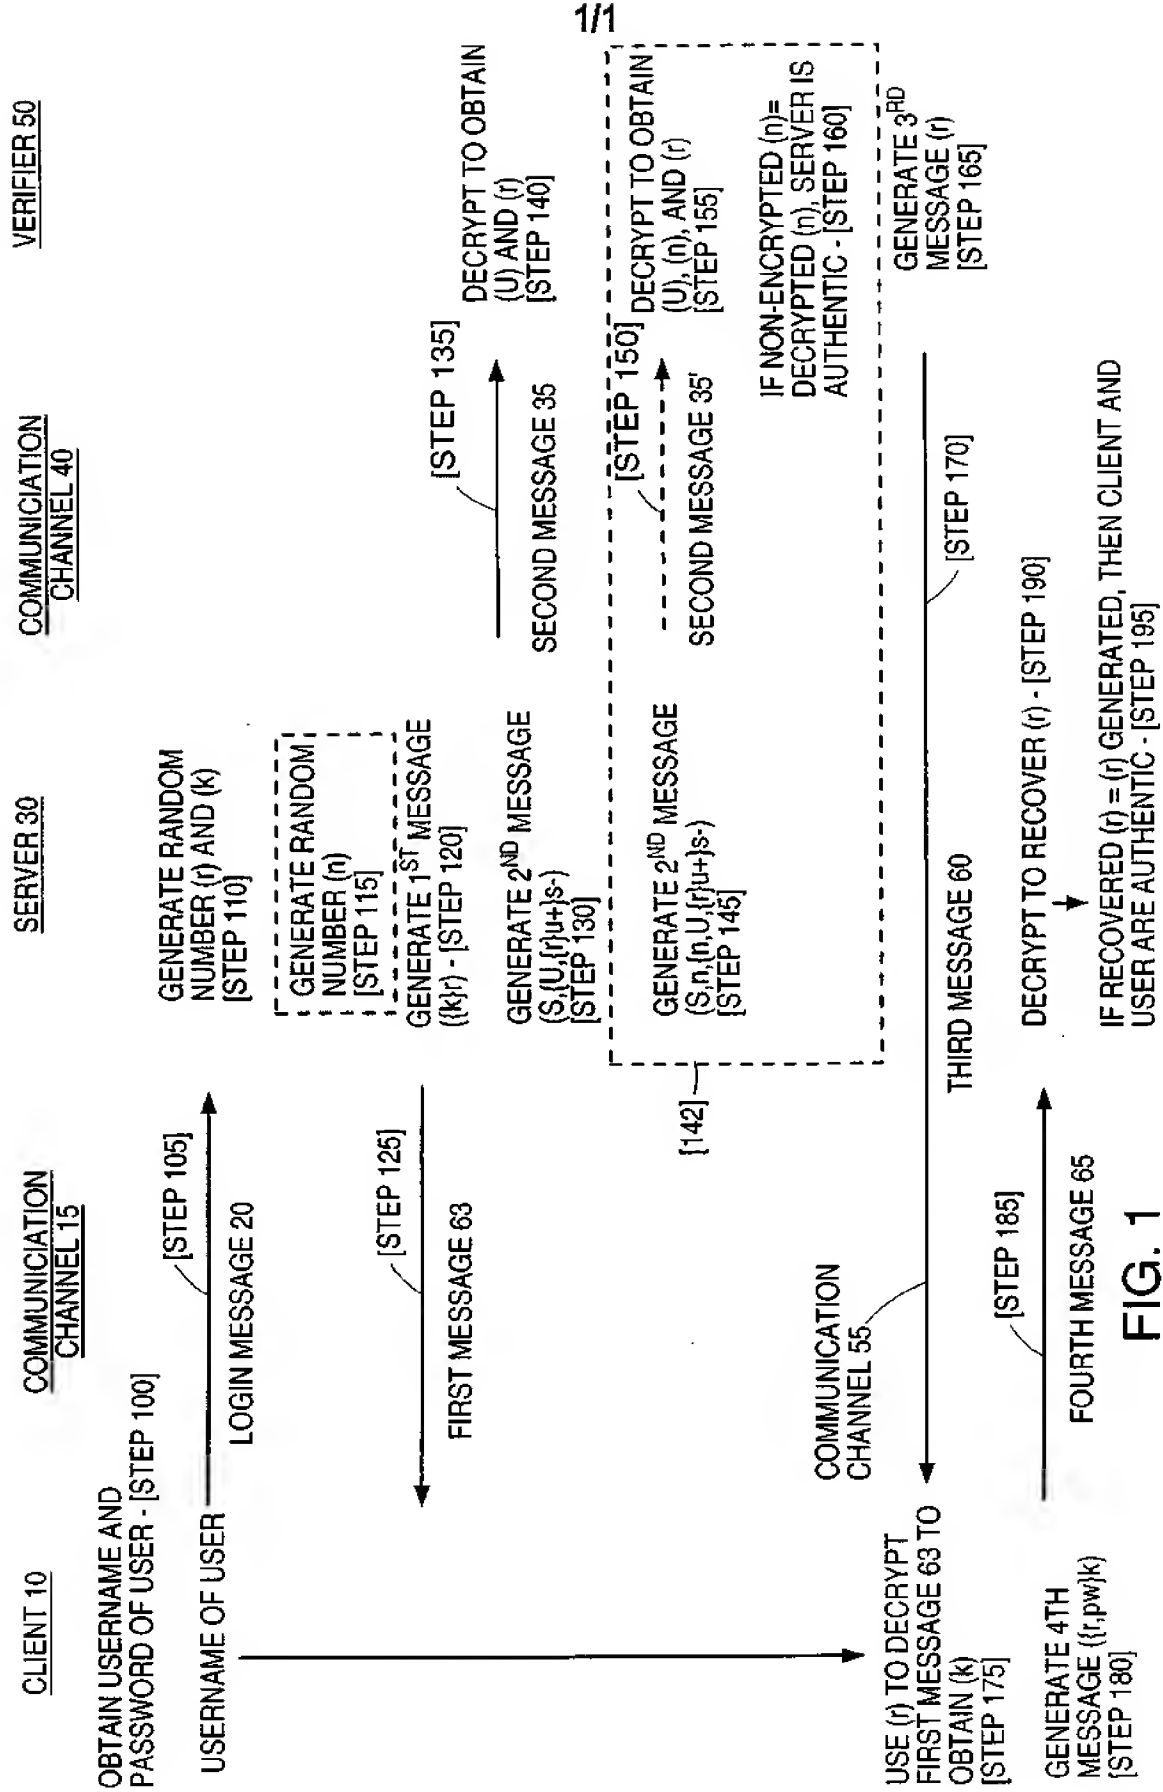 1/1
CLIENT 10
COMMUNICIATION
CHANNEL 15
SERVER 30
COMMUNICIATION
CHANNEL 40
VERIFIER 50
OBTAIN USERNAME AND
PASSWORD OF USER - [STEP 100]
USERNAME OF USER
[STEP 105]
LOGIN MESSAGE 20
GENERATE RANDOM
NUMBER (r) AND (k)
[STEP 110]
GENERATE RANDOM
NUMBER (n)
[STEP 115]
GENERATE 1ST MESSAGE
({k}r) - [STEP 120]
[STEP 125]
FIRST MESSAGE 63
GENERATE 2ND MESSAGE
(S,{U,{r}u+}s-)
[STEP 130]
[STEP 135]
SECOND MESSAGE 35
DECRYPT TO OBTAIN
(U) AND (r)
[STEP 140]
[142]
GENERATE 2ND MESSAGE
(S,n,{n,U,{r}u+}s-)
[STEP 145]
[STEP 150]
SECOND MESSAGE 35'
DECRYPT TO OBTAIN
(U), (n), AND (r)
[STEP 155]
IF NON-ENCRYPTED (n)=
DECRYPTED (n), SERVER IS
AUTHENTIC - [STEP 160]
GENERATE 3RD
MESSAGE (r)
[STEP 165]
[STEP 170]
THIRD MESSAGE 60
COMMUNICATION
CHANNEL 55
USE (r) TO DECRYPT
FIRST MESSAGE 63 TO
OBTAIN (k)
[STEP 175]
GENERATE 4TH
MESSAGE ({r,pw}k)
[STEP 180]
[STEP 185]
FOURTH MESSAGE 65
DECRYPT TO RECOVER (r) - [STEP 190]
IF RECOVERED (r) = (r) GENERATED, THEN CLIENT AND
USER ARE AUTHENTIC - [STEP 195]
FIG. 1